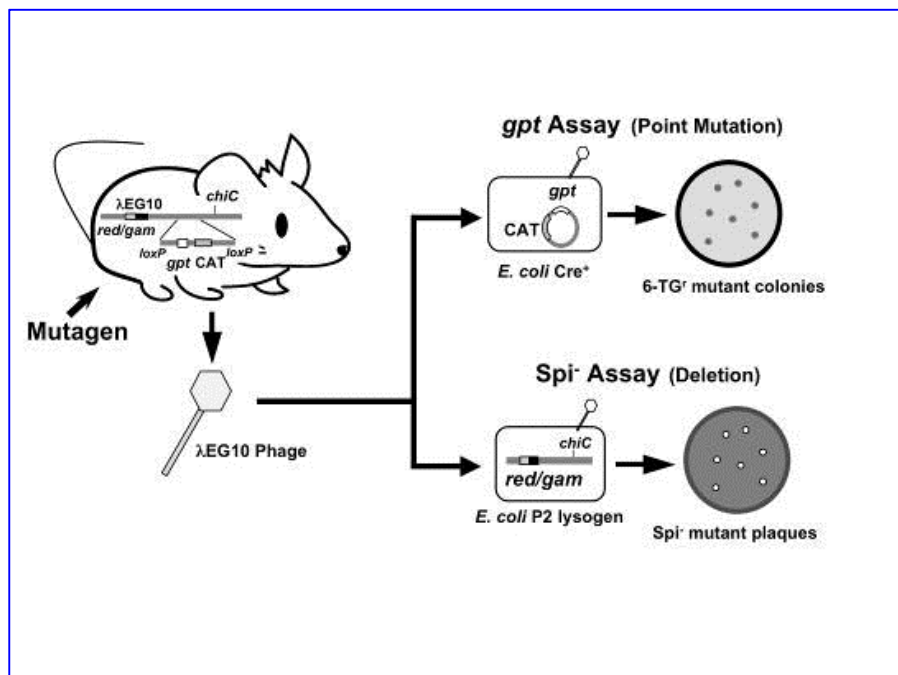 gpt Assay (Point Mutation)
λEG10
chiC
red/gam
loxP
loxP
gpt CAT
Mutagen
λEG10 Phage
gpt
CAT
E. coli Cre⁺
6-TGʳ mutant colonies
Spi⁻ Assay (Deletion)
chiC
red/gam
E. coli P2 lysogen
Spi⁻ mutant plaques